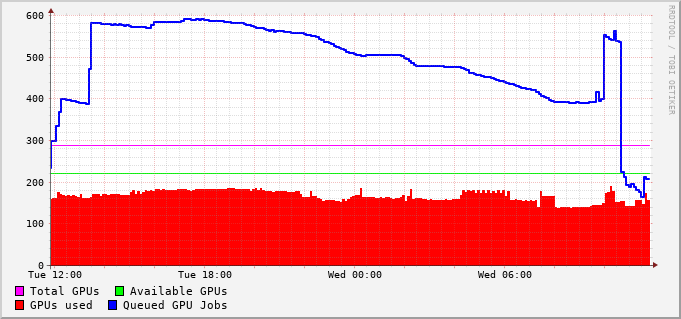 600
500
400
300
200
100
0
Tue 12:00 Tue 18:00 Wed 00:00 Wed 06:00
Total GPUs Available GPUs
GPUs used Queued GPU Jobs
RRDTOOL / TOBI OETIKER